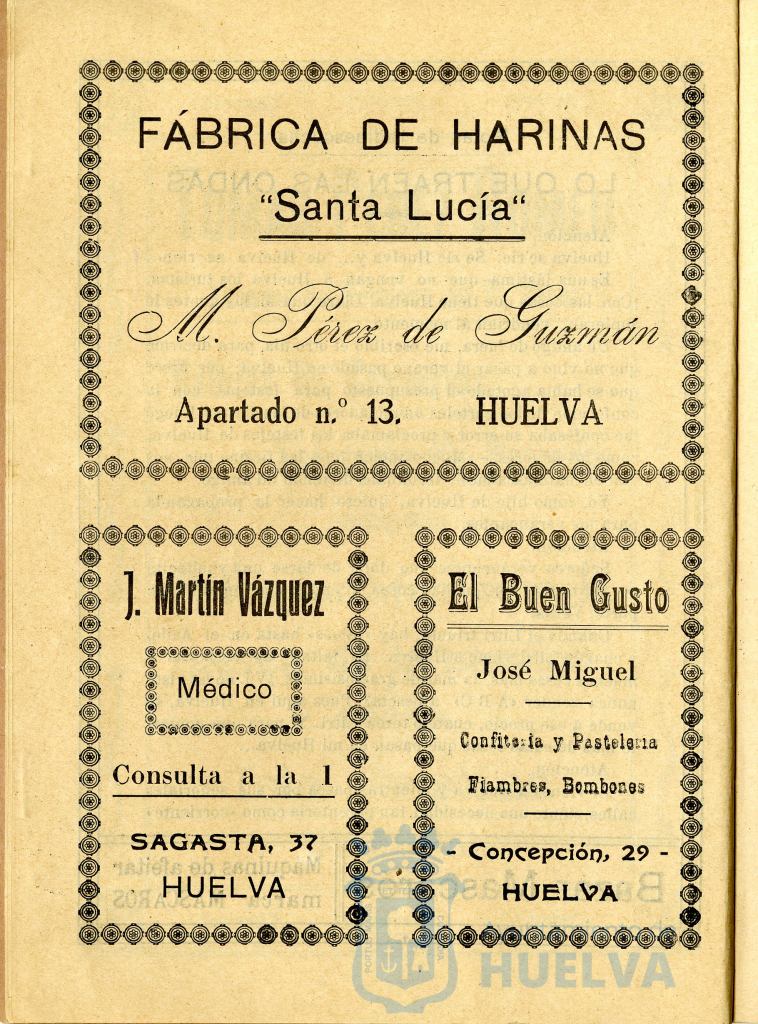 FÁBRICA DE HARINAS
"Santa Lucía"
M. Pérez de Guzmán
Apartado n.º 13. HUELVA
J. Martín Vázquez
Médico
Consulta a la 1
SAGASTA, 37
HUELVA
El Buen Gusto
José Miguel
Confitería y Pastelería
Fiambres, Bombones
- Concepción, 29 -
HUELVA
HUELVA